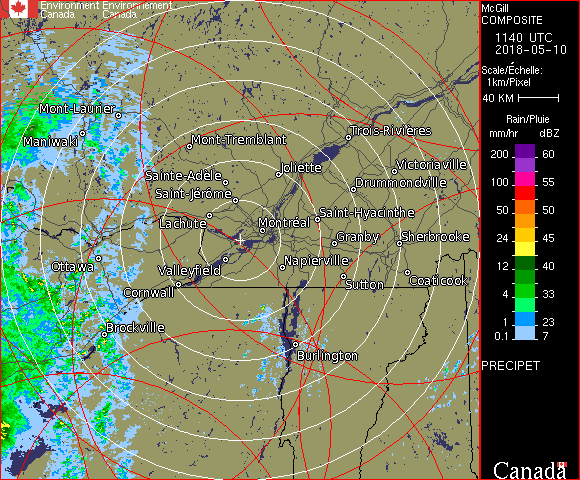 Environment Environnement
Canada Canada
McGill
COMPOSITE
1140 UTC
2018-05-10
Scale/Échelle:
1km/Pixel
40 KM
Rain/Pluie
mm/hr dBZ
200 60
150 57
100 55
50 50
24 45
12 40
4 33
1 23
0.1 7
PRECIPET
Canada
Mont-Laurier
Maniwaki
Mont-Tremblant
Trois-Rivières
Joliette
Victoriaville
Sainte-Adèle
Saint-Jérôme
Drummondville
Lachute
Montréal
Saint-Hyacinthe
Granby
Sherbrooke
Ottawa
Valleyfield
Napierville
Cornwall
Sutton
Coaticook
Brockville
Burlington